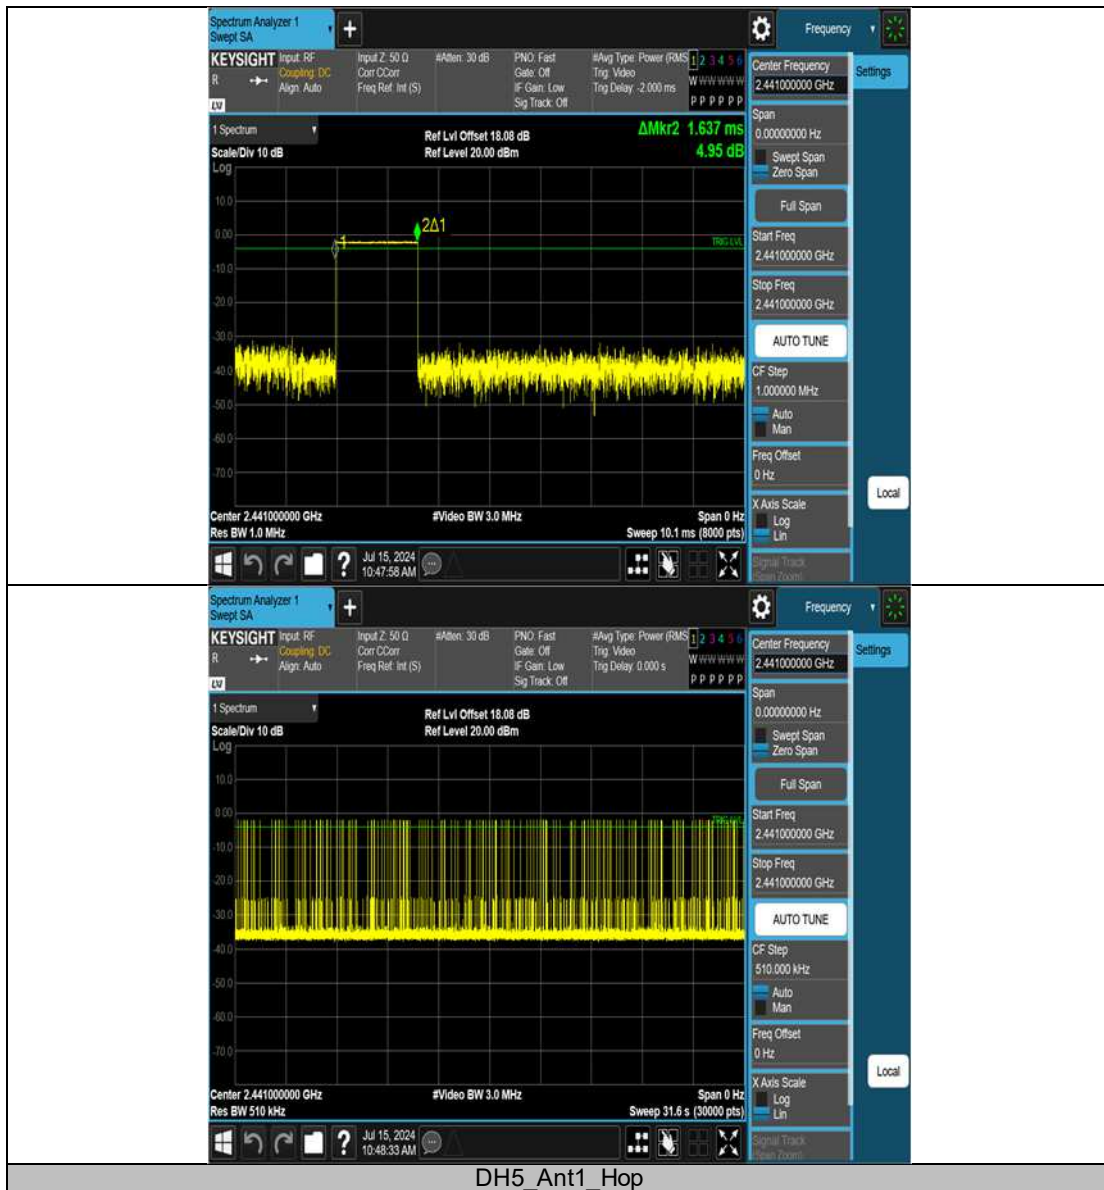 Spectrum Analyzer 1
Swept SA
Frequency
KEYSIGHT
R
Input: RF
Coupling: DC
Align: Auto
Input Z: 50 Ω
Corr CCorr
Freq Ref: Int (S)
#Atten: 30 dB
PNO: Fast
Gate: Off
IF Gain: Low
Sig Track: Off
#Avg Type: Power (RMS
Trig: Video
Trig Delay: -2.000 ms
1 2 3 4 5 6
W W W W W W
P P P P P P
1 Spectrum
Scale/Div 10 dB
Log
Ref Lvl Offset 18.08 dB
Ref Level 20.00 dBm
ΔMkr2 1.637 ms
4.95 dB
10.0
0.00
-10.0
-20.0
-30.0
-40.0
-50.0
-60.0
-70.0
1
2Δ1
TRIG LVL
Center 2.441000000 GHz
Res BW 1.0 MHz
#Video BW 3.0 MHz
Span 0 Hz
Sweep 10.1 ms (8000 pts)
Jul 15, 2024
10:47:58 AM
Center Frequency
2.441000000 GHz
Span
0.00000000 Hz
Swept Span
Zero Span
Full Span
Start Freq
2.441000000 GHz
Stop Freq
2.441000000 GHz
AUTO TUNE
CF Step
1.000000 MHz
Auto
Man
Freq Offset
0 Hz
X Axis Scale
Log
Lin
Signal Track
(Span Zoom)
Settings
Local
Spectrum Analyzer 1
Swept SA
Frequency
KEYSIGHT
R
Input: RF
Coupling: DC
Align: Auto
Input Z: 50 Ω
Corr CCorr
Freq Ref: Int (S)
#Atten: 30 dB
PNO: Fast
Gate: Off
IF Gain: Low
Sig Track: Off
#Avg Type: Power (RMS
Trig: Video
Trig Delay: 0.000 s
1 2 3 4 5 6
W W W W W W
P P P P P P
1 Spectrum
Scale/Div 10 dB
Log
Ref Lvl Offset 18.08 dB
Ref Level 20.00 dBm
10.0
0.00
-10.0
-20.0
-30.0
-40.0
-50.0
-60.0
-70.0
Center 2.441000000 GHz
Res BW 510 kHz
#Video BW 3.0 MHz
Span 0 Hz
Sweep 31.6 s (30000 pts)
Jul 15, 2024
10:48:33 AM
Center Frequency
2.441000000 GHz
Span
0.00000000 Hz
Swept Span
Zero Span
Full Span
Start Freq
2.441000000 GHz
Stop Freq
2.441000000 GHz
AUTO TUNE
CF Step
510.000 kHz
Auto
Man
Freq Offset
0 Hz
X Axis Scale
Log
Lin
Signal Track
(Span Zoom)
Settings
Local
DH5_Ant1_Hop